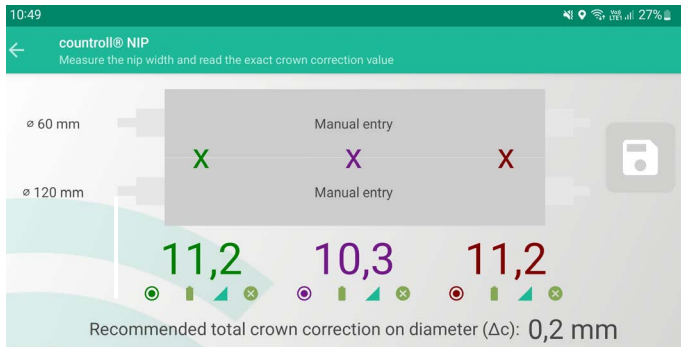 10:49
Vo)) LTE1 27%
countroll® NIP
Measure the nip width and read the exact crown correction value
⌀ 60 mm
Manual entry
X X X
⌀ 120 mm
Manual entry
11,2 10,3 11,2
Recommended total crown correction on diameter (Δc): 0,2 mm